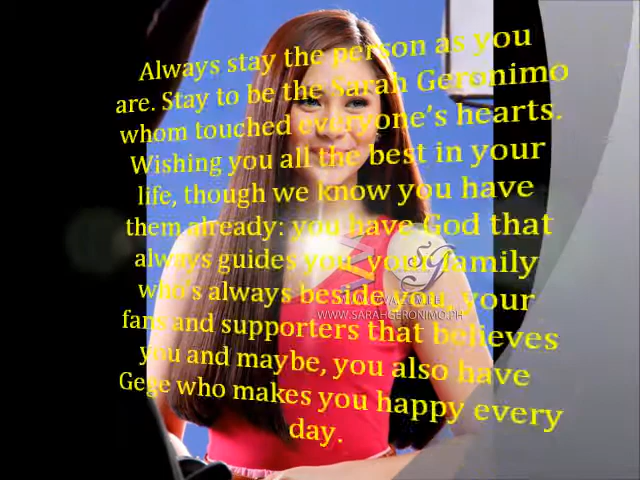 Always stay the person as you
are. Stay to be the Sarah Geronimo
whom touched everyone's hearts.
Wishing you all the best in your
life, though we know you have
them already: you have God that
always guides you, your family
who's always beside you, your
fans and supporters that believes
you and maybe, you also have
Gege who makes you happy every
day.
WWW.SARAHGERONIMO.PH